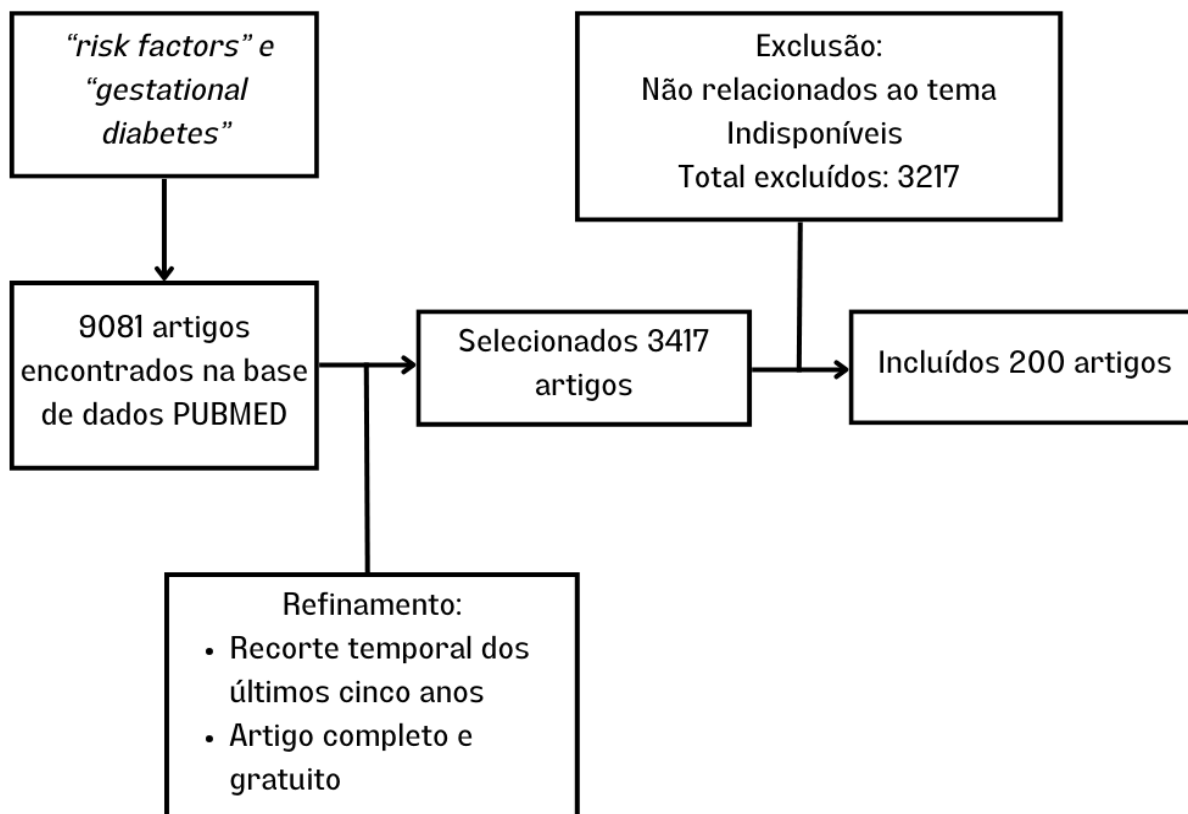 “risk factors” e
“gestational
diabetes”
Exclusão:
Não relacionados ao tema
Indisponíveis
Total excluídos: 3217
9081 artigos
encontrados na base
de dados PUBMED
Selecionados 3417
artigos
Incluídos 200 artigos
Refinamento:
• Recorte temporal dos
últimos cinco anos
• Artigo completo e
gratuito